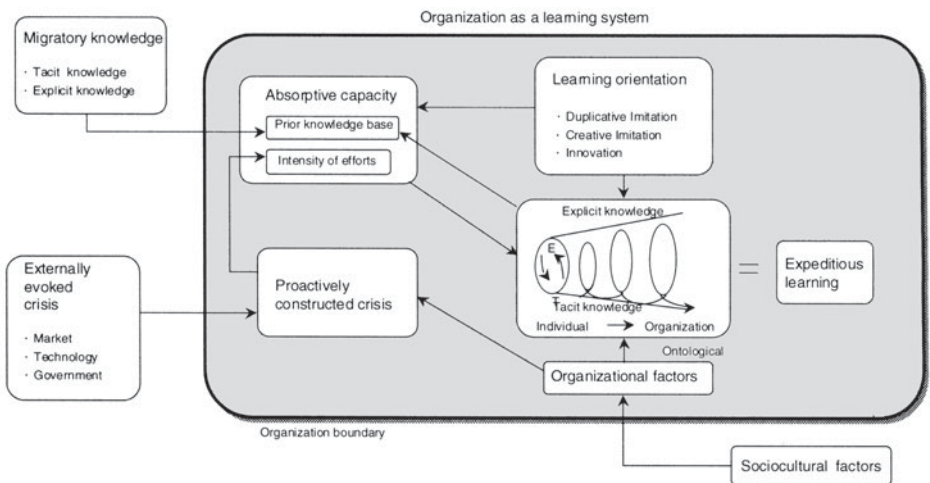 Organization as a learning system
Migratory knowledge
· Tacit knowledge
· Explicit knowledge
Absorptive capacity
Prior knowledge base
Intensity of efforts
Learning orientation
· Duplicative Imitation
· Creative Imitation
· Innovation
Explicit knowledge
E
T
Tacit knowledge
Individual
Organization
Ontological
=
Expeditious
learning
Externally
evoked
crisis
· Market
· Technology
· Government
Proactively
constructed crisis
Organizational factors
Organization boundary
Sociocultural factors